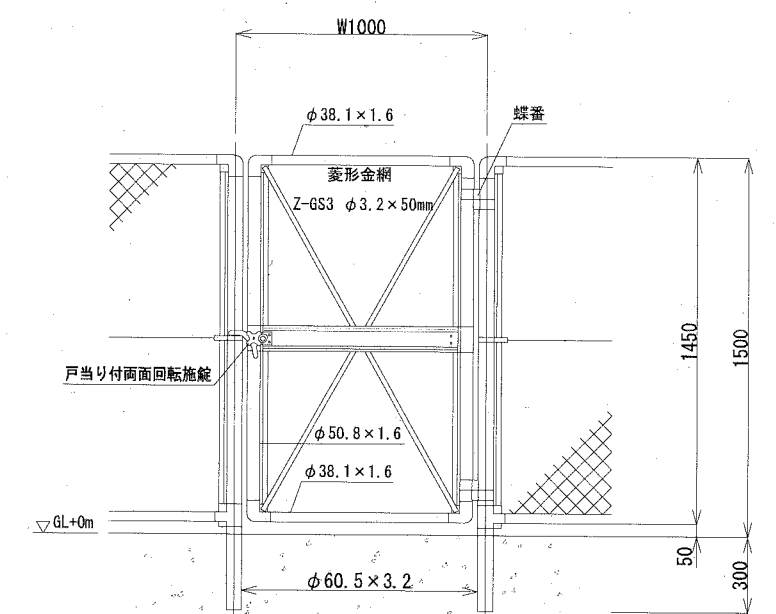 W1000
φ38.1×1.6
蝶番
菱形金網
Z-GS3 φ3.2×50mm
1450
1500
戸当り付両面回転施錠
φ50.8×1.6
φ38.1×1.6
▽GL+0m
50
300
φ60.5×3.2